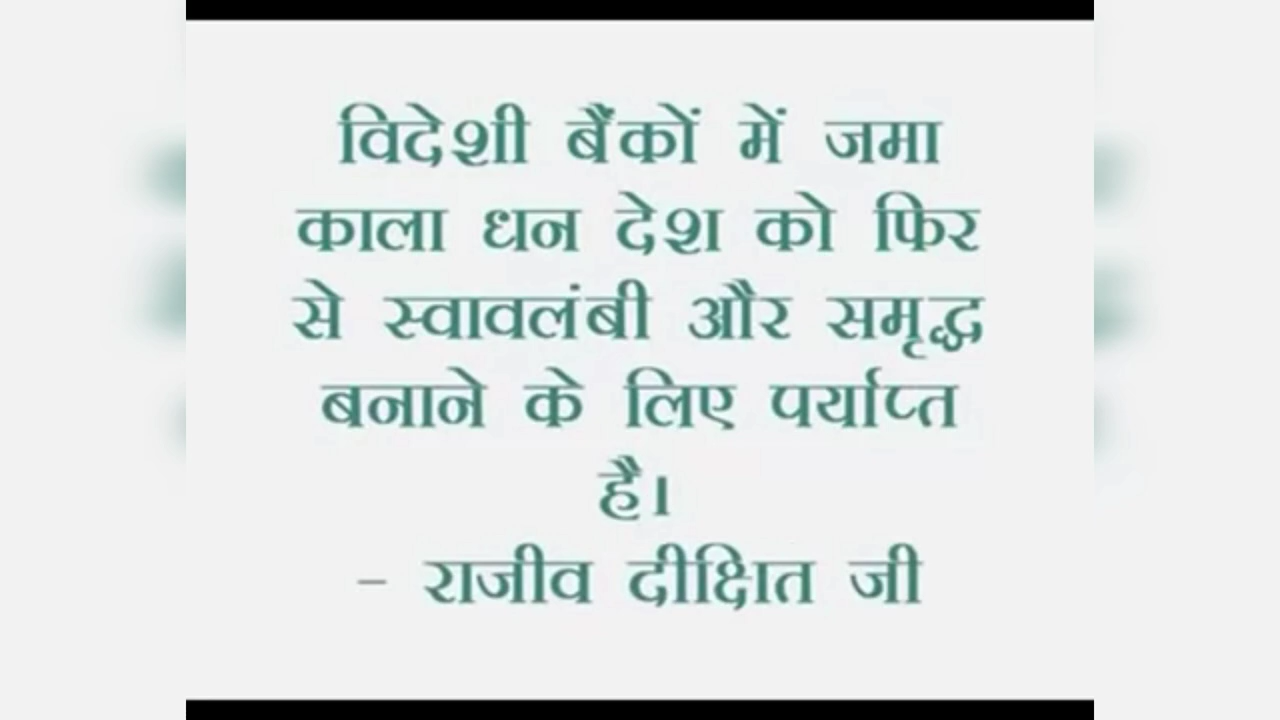 विदेशी बैंकों में जमा
काला धन देश को फिर
से स्वावलंबी और समृद्ध
बनाने के लिए पर्याप्त
है।
- राजीव दीक्षित जी